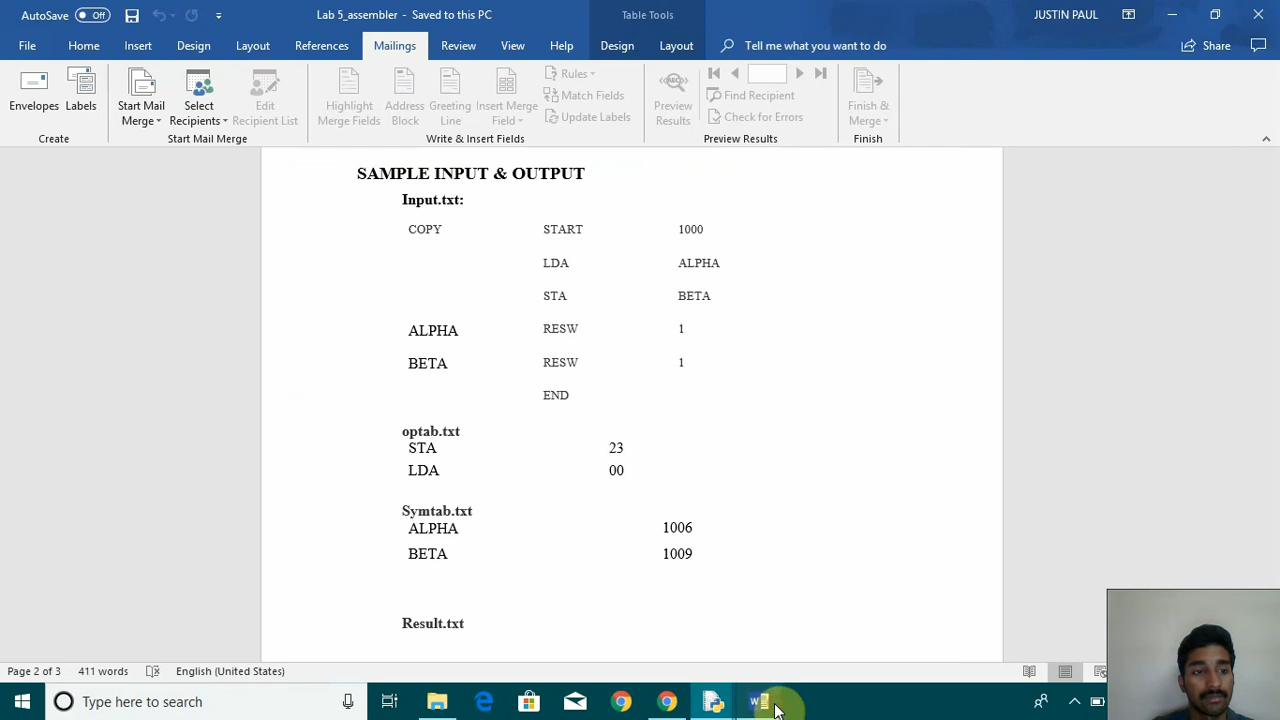 AutoSave Off Lab 5_assembler - Saved to this PC Table Tools JUSTIN PAUL
File Home Insert Design Layout References Mailings Review View Help Design Layout Tell me what you want to do Share
Envelopes Labels Start Mail Merge Select Recipients Edit Recipient List Highlight Merge Fields Address Block Greeting Line Insert Merge Field Rules Match Fields Update Labels Preview Results Find Recipient Check for Errors Finish & Merge
Create Start Mail Merge Write & Insert Fields Preview Results Finish
SAMPLE INPUT & OUTPUT
Input.txt:
COPY START 1000
LDA ALPHA
STA BETA
ALPHA RESW 1
BETA RESW 1
END
optab.txt
STA 23
LDA 00
Symtab.txt
ALPHA 1006
BETA 1009
Result.txt
Page 2 of 3 411 words English (United States)
Type here to search